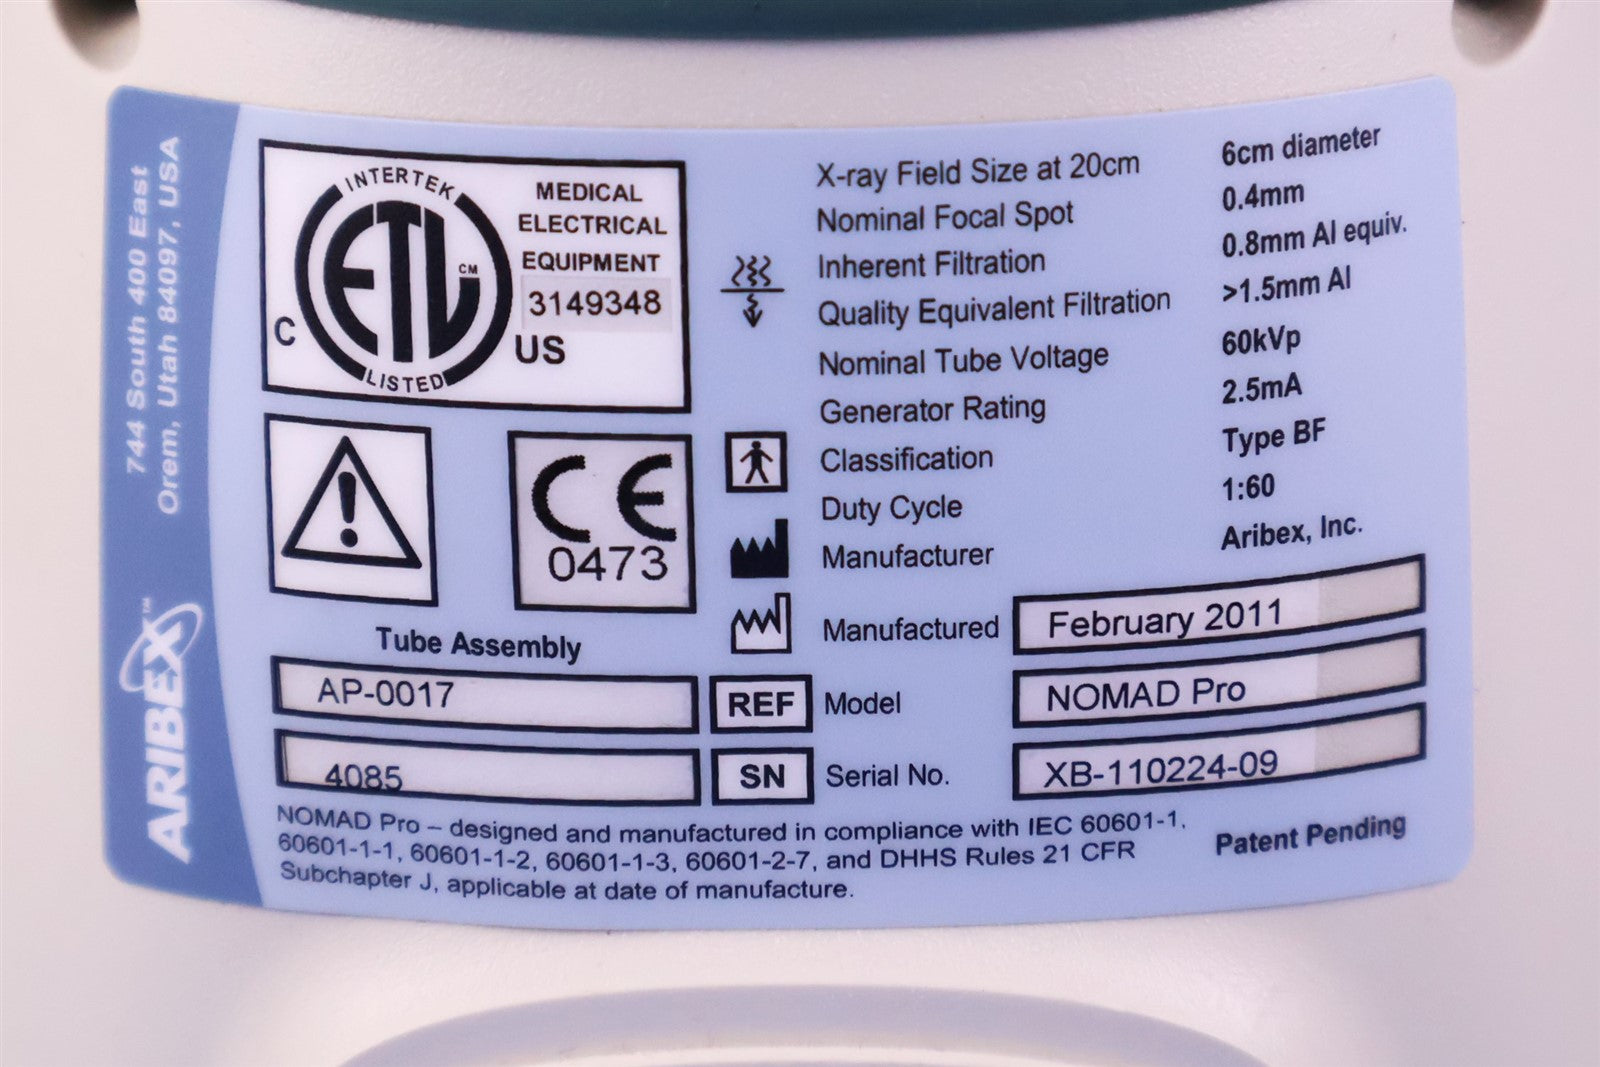 744 South 400 East
Orem, Utah 84097, USA
ARIBEX™
INTERTEK
ETL CM
LISTED
C
US
MEDICAL
ELECTRICAL
EQUIPMENT
3149348
CE
0473
Tube Assembly
AP-0017
4085
X-ray Field Size at 20cm 6cm diameter
Nominal Focal Spot 0.4mm
Inherent Filtration 0.8mm Al equiv.
Quality Equivalent Filtration >1.5mm Al
Nominal Tube Voltage 60kVp
Generator Rating 2.5mA
Classification Type BF
Duty Cycle 1:60
Manufacturer Aribex, Inc.
Manufactured February 2011
REF Model NOMAD Pro
SN Serial No. XB-110224-09
NOMAD Pro – designed and manufactured in compliance with IEC 60601-1,
60601-1-1, 60601-1-2, 60601-1-3, 60601-2-7, and DHHS Rules 21 CFR
Subchapter J, applicable at date of manufacture.
Patent Pending